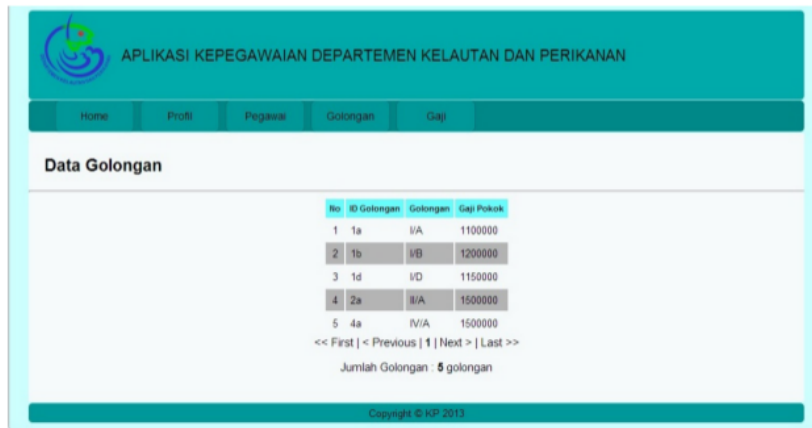 APLIKASI KEPEGAWAIAN DEPARTEMEN KELAUTAN DAN PERIKANAN
Home Profil Pegawai Golongan Gaji
Data Golongan
No ID Golongan Golongan Gaji Pokok
1 1a I/A 1100000
2 1b I/B 1200000
3 1d I/D 1150000
4 2a II/A 1500000
5 4a IV/A 1500000
<< First | < Previous | 1 | Next > | Last >>
Jumlah Golongan : 5 golongan
Copyright © KP 2013